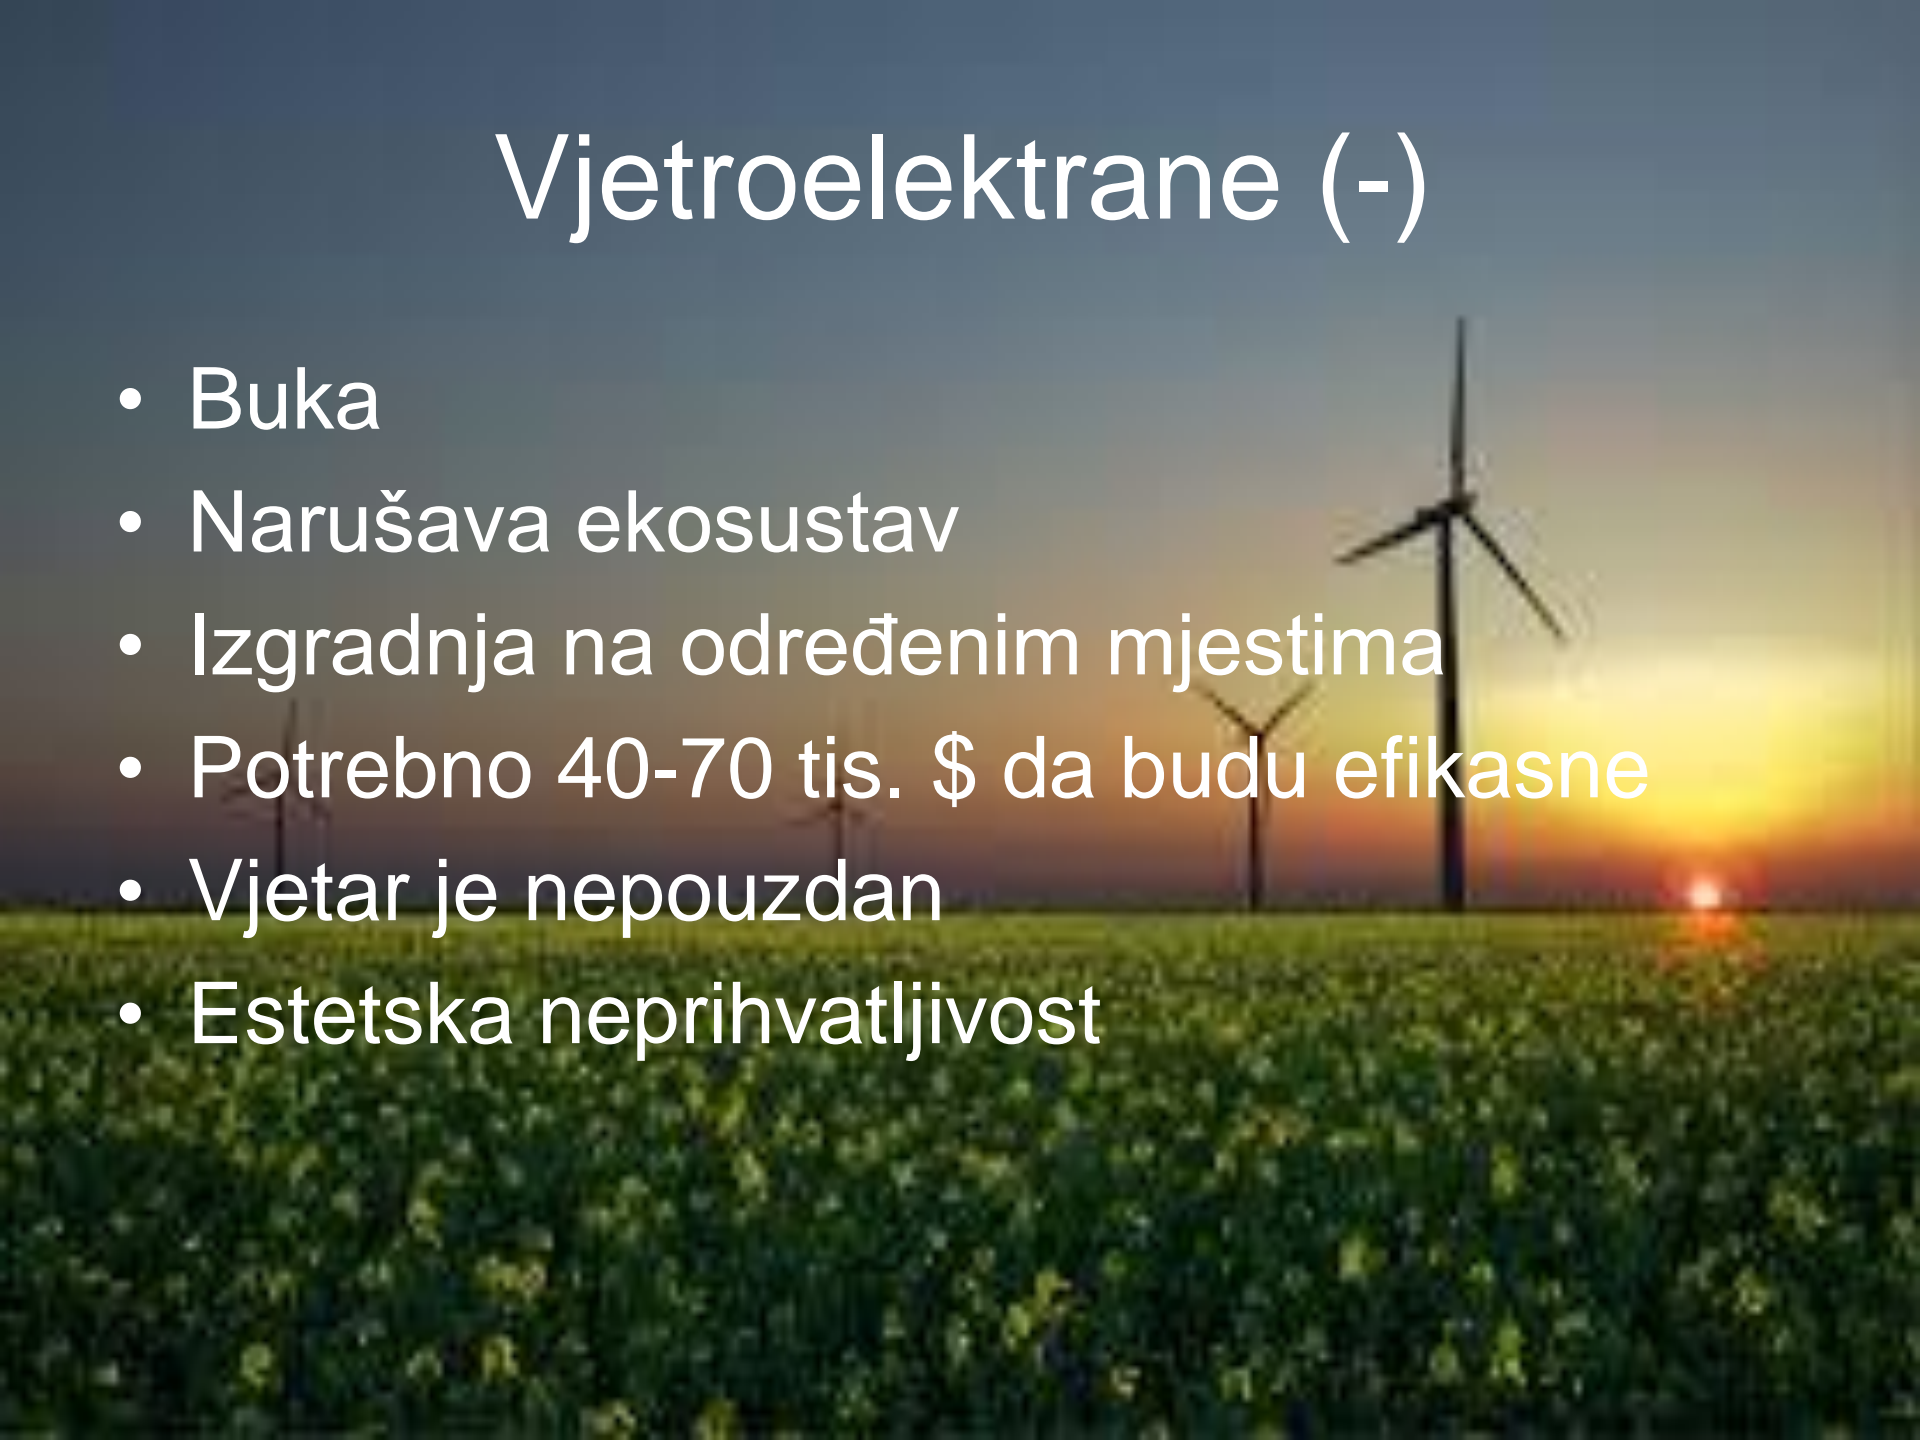 Vjetroelektrane (-)
• Buka
• Narušava ekosustav
• Izgradnja na određenim mjestima
• Potrebno 40-70 tis. $ da budu efikasne
• Vjetar je nepouzdan
• Estetska neprihvatljivost